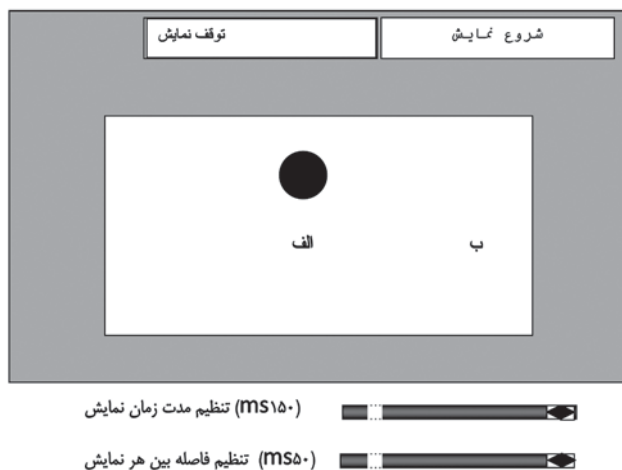 شروع نمایش
توقف نمایش
الف
ب
(ms۱۵۰) تنظیم مدت زمان نمایش
(ms۵۰) تنظیم فاصله بین هر نمایش